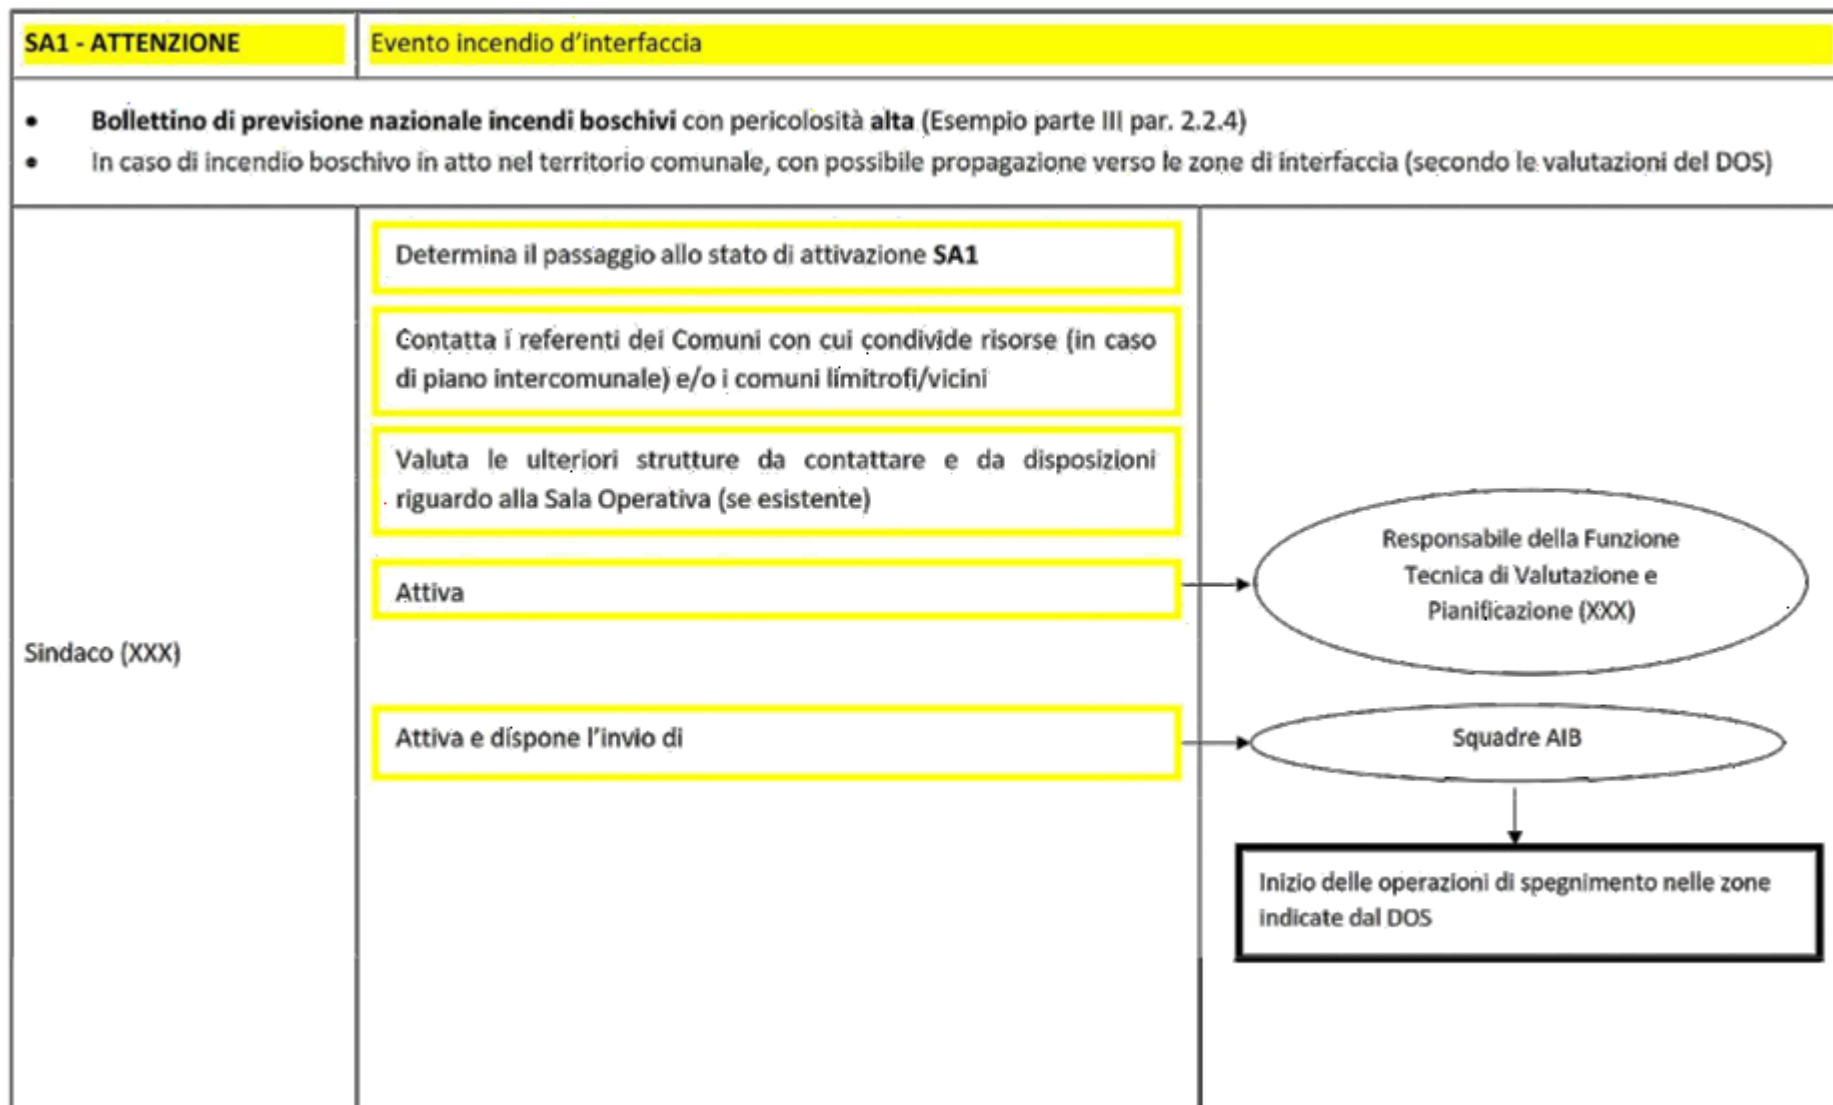 SA1 - ATTENZIONE
Evento incendio d'interfaccia
• Bollettino di previsione nazionale incendi boschivi con pericolosità alta (Esempio parte III par. 2.2.4)
• In caso di incendio boschivo in atto nel territorio comunale, con possibile propagazione verso le zone di interfaccia (secondo le valutazioni del DOS)
Sindaco (XXX)
Determina il passaggio allo stato di attivazione SA1
Contatta i referenti dei Comuni con cui condivide risorse (in caso
di piano intercomunale) e/o i comuni limitrofi/vicini
Valuta le ulteriori strutture da contattare e da disposizioni
riguardo alla Sala Operativa (se esistente)
Attiva
Responsabile della Funzione
Tecnica di Valutazione e
Pianificazione (XXX)
Attiva e dispone l'invio di
Squadre AIB
Inizio delle operazioni di spegnimento nelle zone
indicate dal DOS